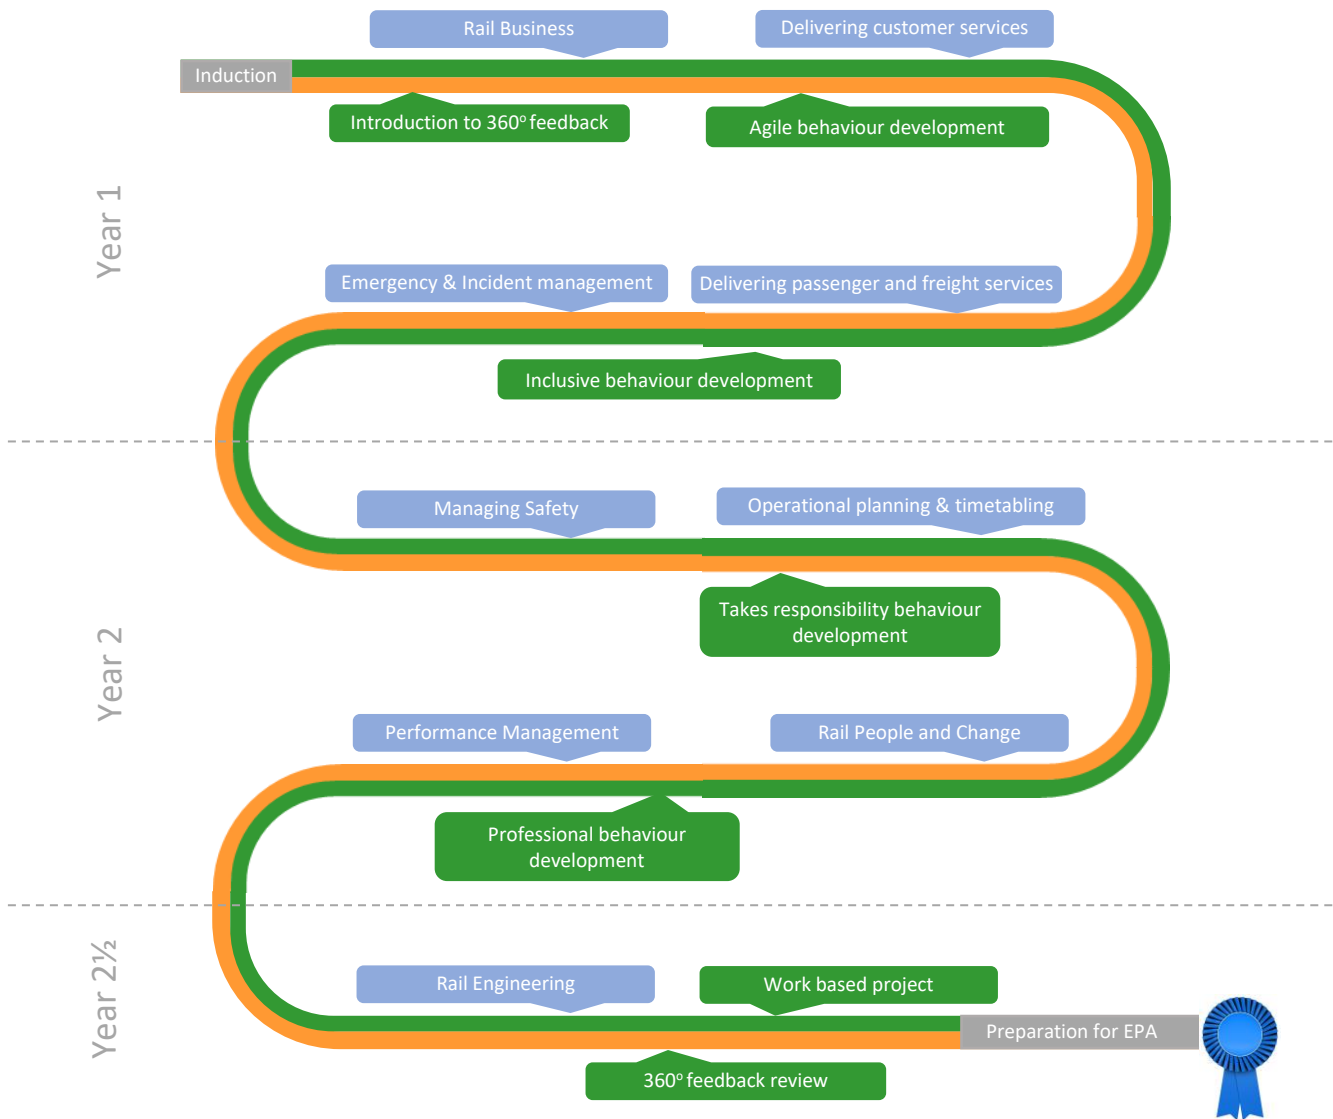 Rail Business
Delivering customer services
Induction
Introduction to 360° feedback
Agile behaviour development
Year 1
Emergency & Incident management
Delivering passenger and freight services
Inclusive behaviour development
Managing Safety
Operational planning & timetabling
Takes responsibility behaviour
development
Year 2
Performance Management
Rail People and Change
Professional behaviour
development
Year 2½
Rail Engineering
Work based project
Preparation for EPA
360° feedback review